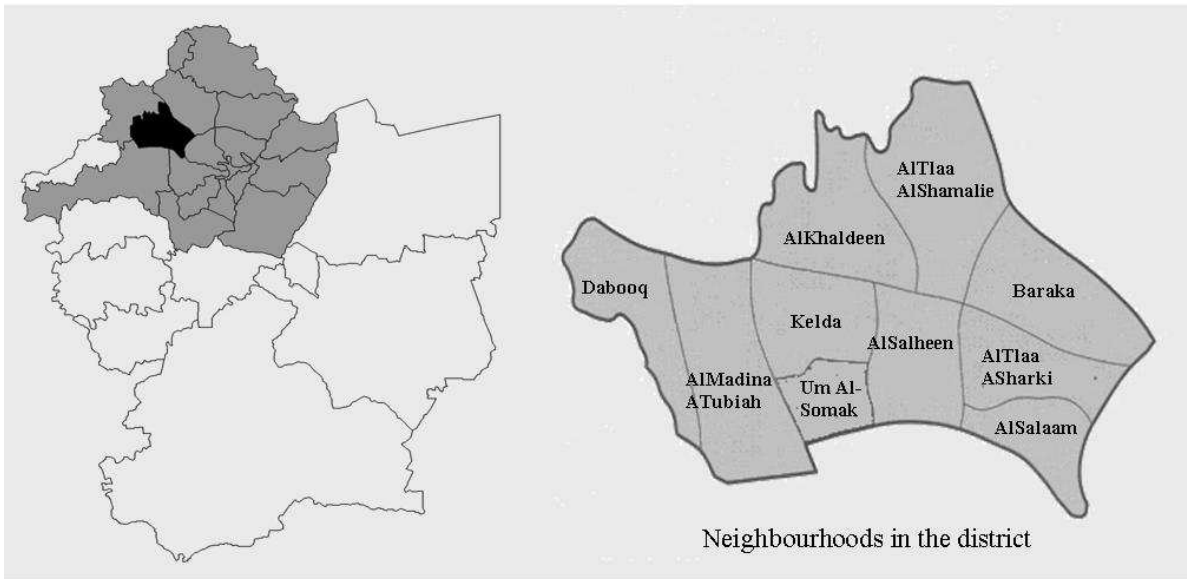 AlTlaa
AlShamalie
AlKhaldeen
Dabooq
Baraka
Kelda
AlSalheen
AlTlaa
ASharki
AlMadina
ATubiah
Um Al-
Somak
AlSalaam
Neighbourhoods in the district